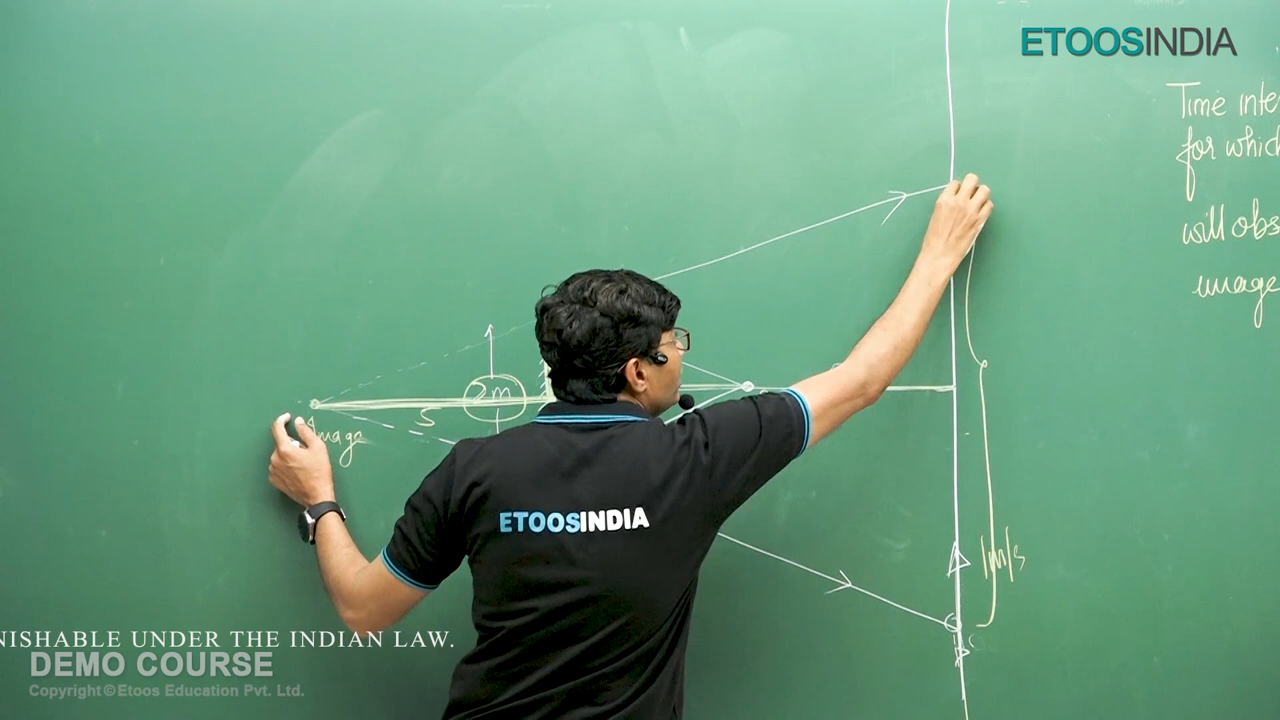 ETOOSINDIA
Time inte
for which
will obs
image
2m
5
Image
ETOOSINDIA
1m/s
NISHABLE UNDER THE INDIAN LAW.
DEMO COURSE
Copyright © Etoos Education Pvt. Ltd.